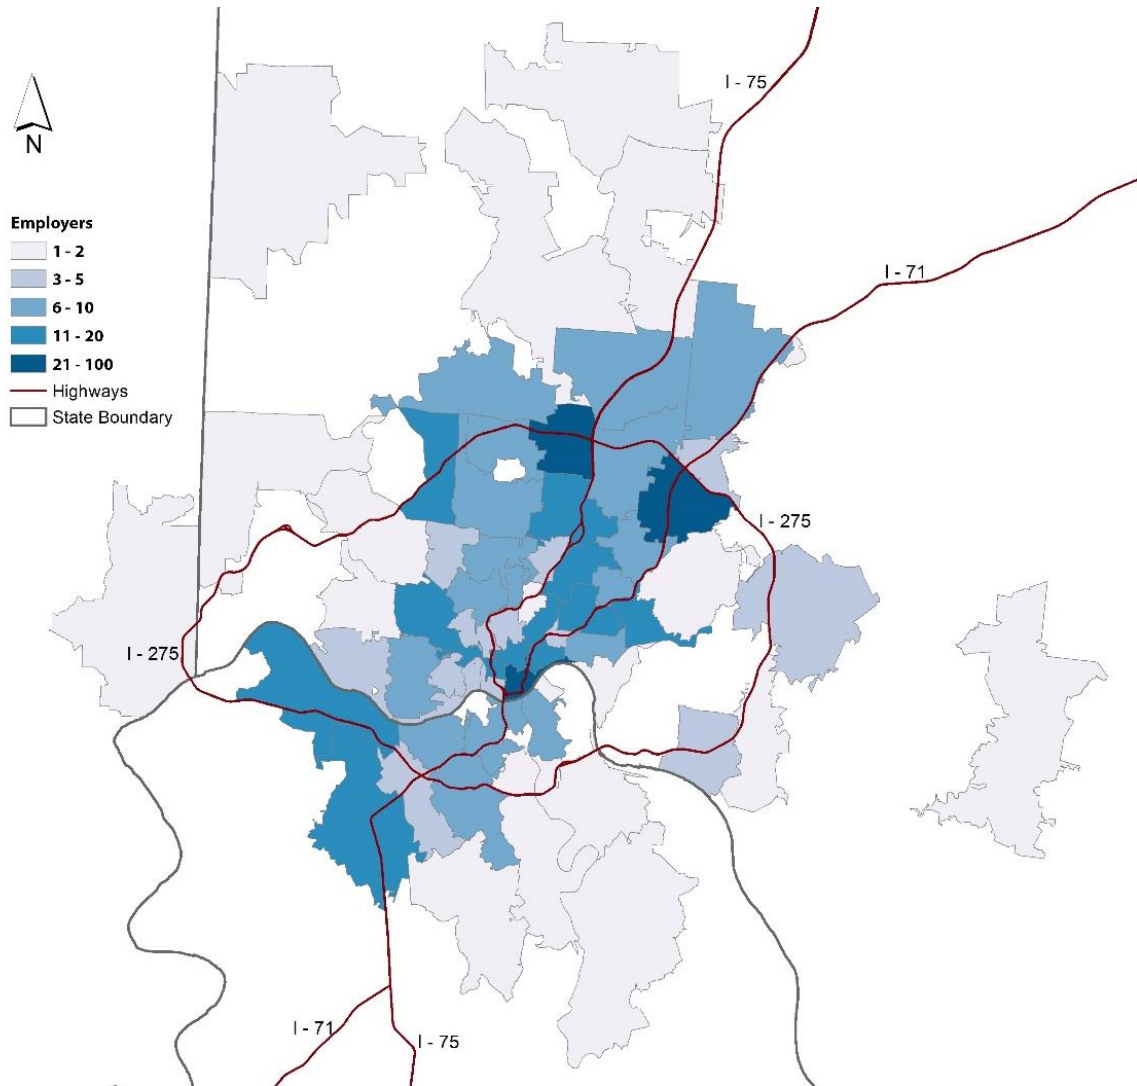 I - 75
N
Employers
1 - 2
3 - 5
6 - 10
11 - 20
21 - 100
Highways
State Boundary
I - 71
I - 275
I - 275
I - 71
I - 75